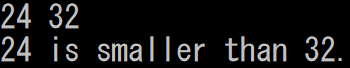 24 32
24 is smaller than 32.